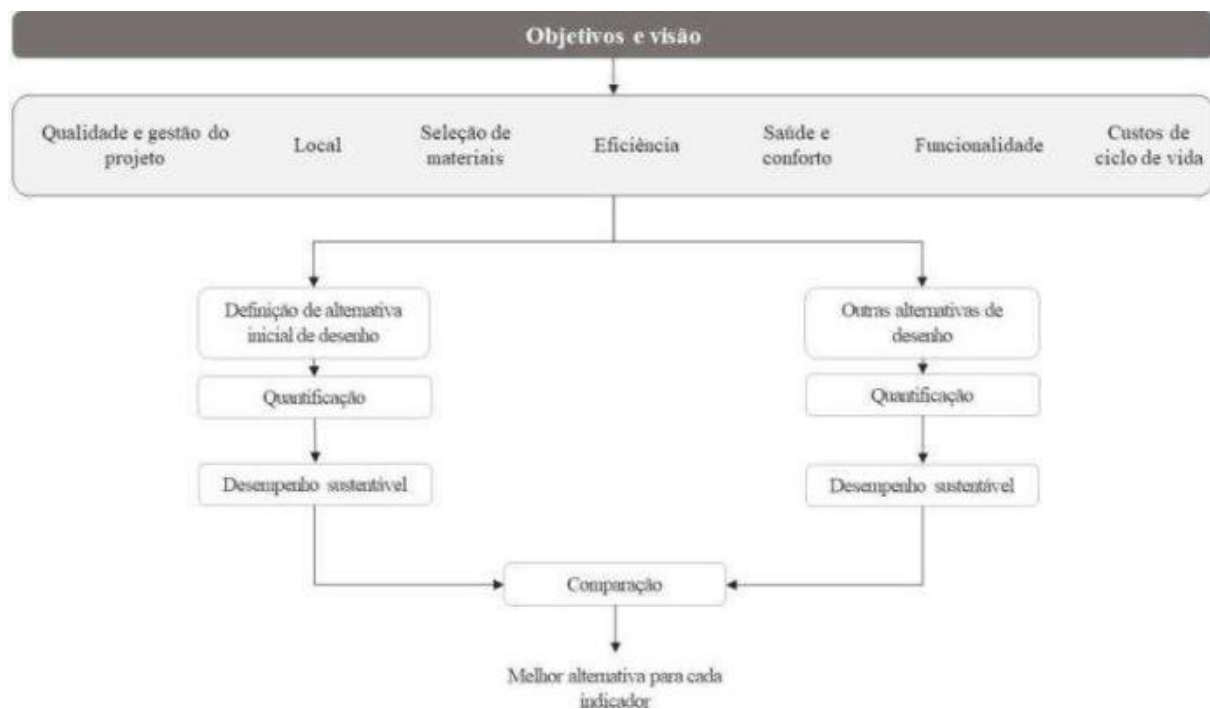 Objetivos e visão
Qualidade e gestão do
projeto
Local
Seleção de
materiais
Eficiência
Saúde e
conforto
Funcionalidade
Custos de
ciclo de vida
Definição de alternativa
inicial de desenho
Quantificação
Desempenho sustentável
Outras alternativas de
desenho
Quantificação
Desempenho sustentável
Comparação
Melhor alternativa para cada
indicador